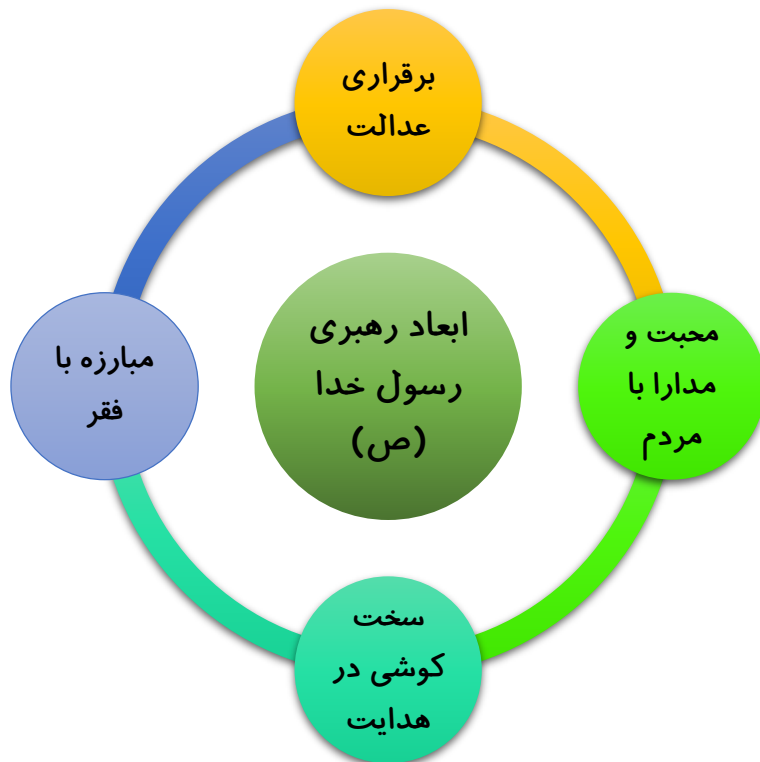 ابعاد رهبری
رسول خدا
(ص)
برقراری
عدالت
محبت و
مدارا با
مردم
سخت
کوشی در
هدایت
مبارزه با
فقر